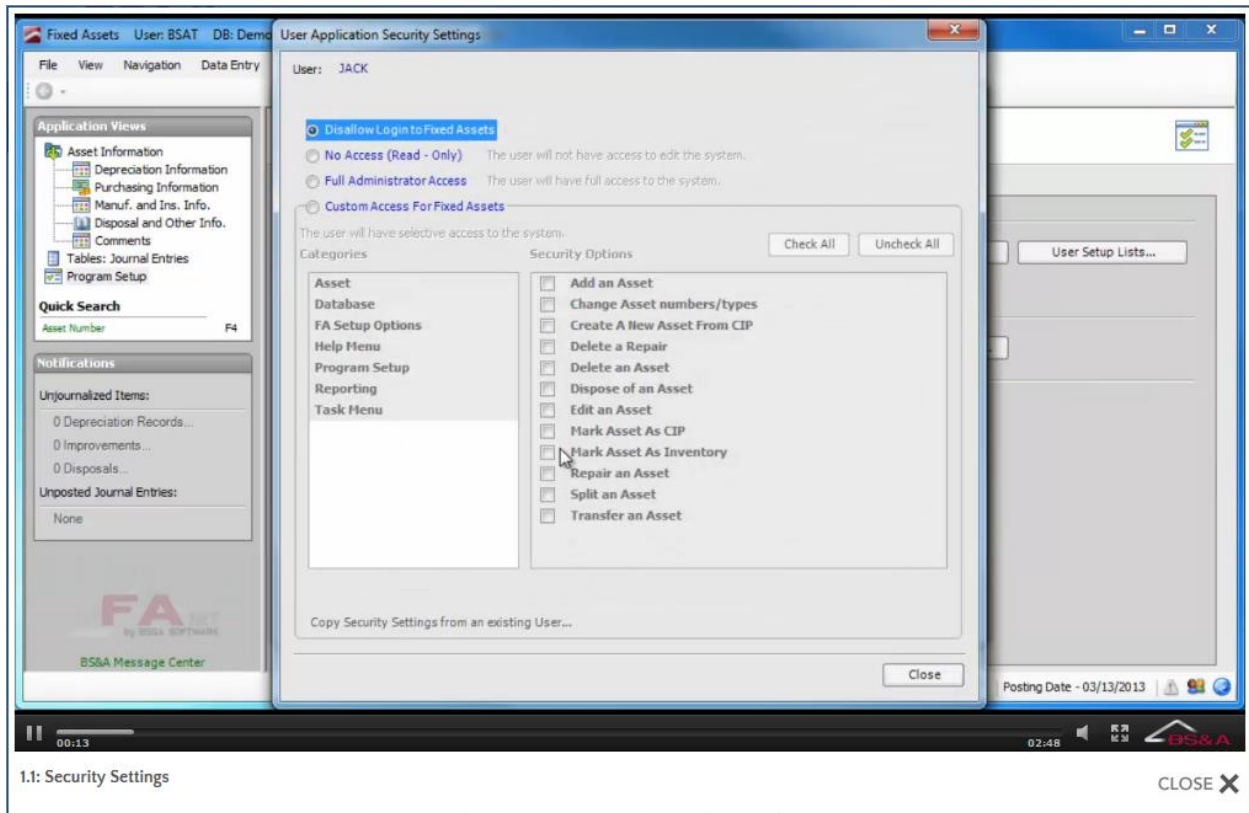 Fixed Assets User: BSAT DB: Demo
User Application Security Settings
File View Navigation Data Entry
User: JACK
Application Views
Asset Information
Depreciation Information
Purchasing Information
Manuf. and Ins. Info.
Disposal and Other Info.
Comments
Tables: Journal Entries
Program Setup
Quick Search
Asset Number F4
Notifications
Unjournalized Items:
0 Depreciation Records...
0 Improvements...
0 Disposals...
Unposted Journal Entries:
None
FA .NET
by BS&A SOFTWARE
BS&A Message Center
Disallow Login to Fixed Assets
No Access (Read - Only) The user will not have access to edit the system.
Full Administrator Access The user will have full access to the system.
Custom Access For Fixed Assets
The user will have selective access to the system.
Check All Uncheck All
Categories Security Options
Asset
Database
FA Setup Options
Help Menu
Program Setup
Reporting
Task Menu
Add an Asset
Change Asset numbers/types
Create A New Asset From CIP
Delete a Repair
Delete an Asset
Dispose of an Asset
Edit an Asset
Mark Asset As CIP
Mark Asset As Inventory
Repair an Asset
Split an Asset
Transfer an Asset
Copy Security Settings from an existing User...
Close
User Setup Lists...
Posting Date - 03/13/2013
00:13
02:48
BS&A
1.1: Security Settings
CLOSE